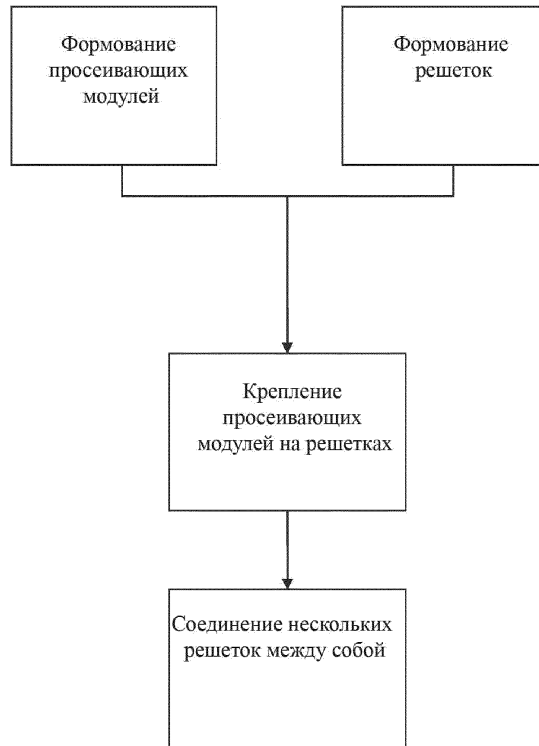 Формование
просеивающих
модулей
Формование
решеток
Крепление
просеивающих
модулей на решетках
Соединение нескольких
решеток между собой